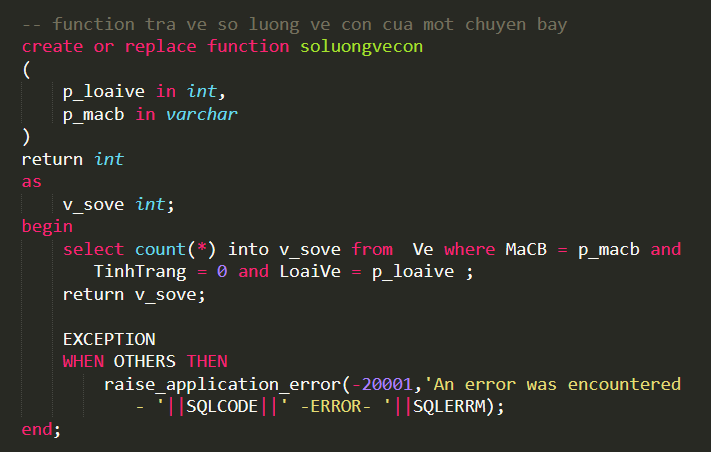 -- function tra ve so luong ve con cua mot chuyen bay
create or replace function soluongvecon
(
    p_loaive in int,
    p_macb in varchar
)
return int
as
    v_sove int;
begin
    select count(*) into v_sove from  Ve where MaCB = p_macb and
       TinhTrang = 0 and LoaiVe = p_loaive ;
    return v_sove;

    EXCEPTION
    WHEN OTHERS THEN
        raise_application_error(-20001,'An error was encountered
           - '||SQLCODE||' -ERROR- '||SQLERRM);
end;